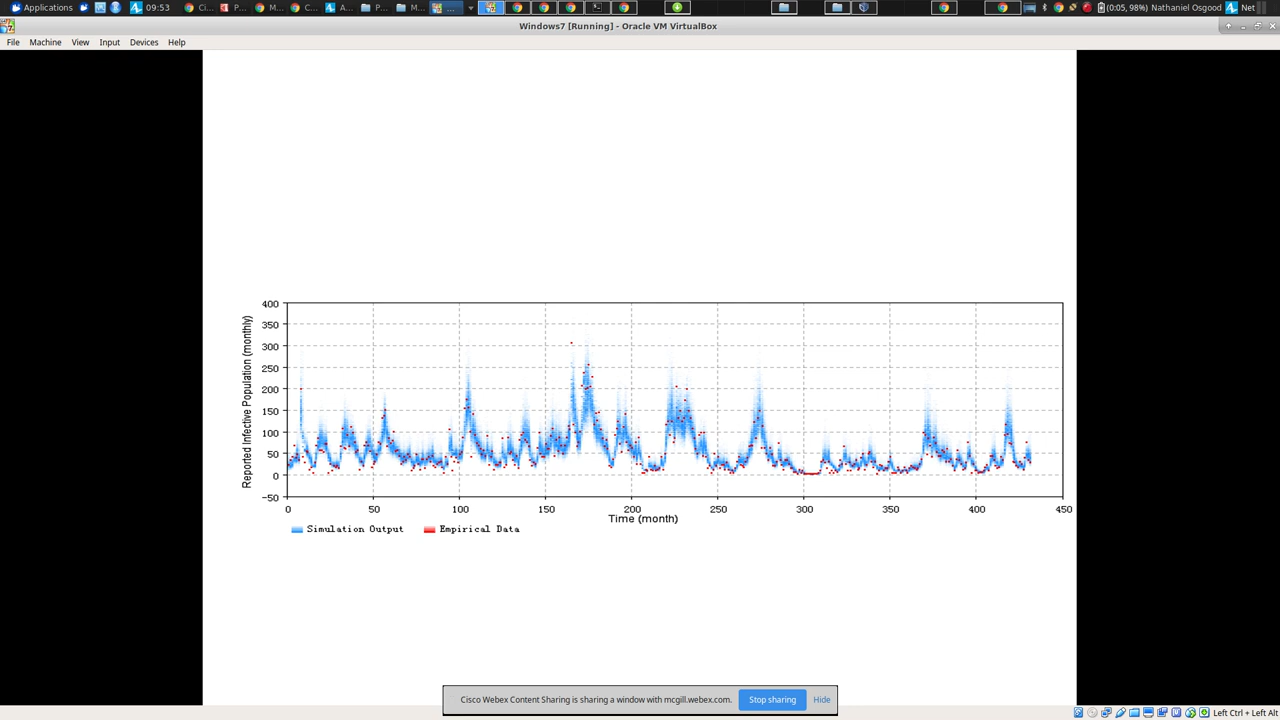 Applications 09:53 Ci... P... M... C... A... P... M... ... (0:05, 98%) Nathaniel Osgood Net
Windows7 [Running] - Oracle VM VirtualBox
File Machine View Input Devices Help
400
350
300
250
200
150
100
50
0
-50
Reported Infective Population (monthly)
0 50 100 150 200 250 300 350 400 450
Time (month)
Simulation Output Empirical Data
Cisco Webex Content Sharing is sharing a window with mcgill.webex.com. Stop sharing Hide
Left Ctrl + Left Alt